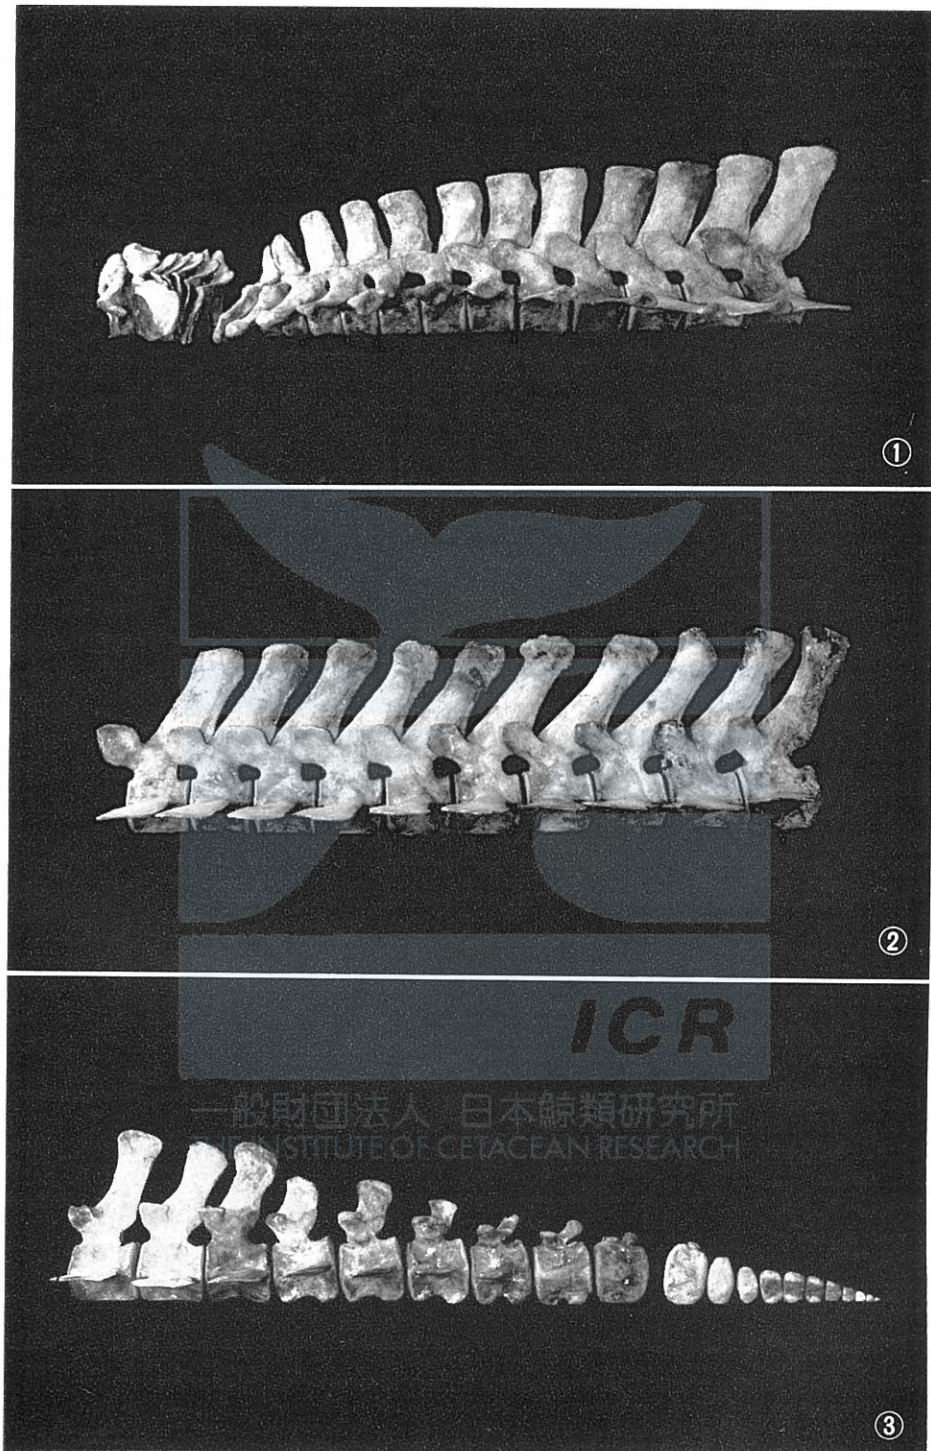 ①
②
ICR
一般財団法人 日本鯨類研究所
THE INSTITUTE OF CETACEAN RESEARCH
③